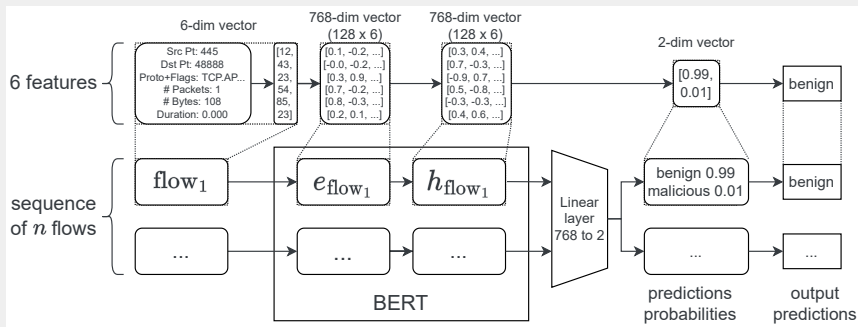 6-dim vector
768-dim vector
(128 x 6)
768-dim vector
(128 x 6)
2-dim vector
6 features
Src Pt: 445
Dst Pt: 48888
Proto+Flags: TCP.AP...
# Packets: 1
# Bytes: 108
Duration: 0.000
[12,
43,
23,
54,
85,
23]
[0.1, -0.2, ...]
[-0.0, -0.2, ...]
[0.3, 0.9, ...]
[0.7, -0.2, ...]
[0.8, -0.3, ...]
[0.2, 0.1, ...]
[0.3, 0.4, ...]
[0.7, -0.3, ...]
[-0.9, 0.7, ...]
[0.5, -0.8, ...]
[-0.3, -0.3, ...]
[0.4, 0.6, ...]
[0.99,
0.01]
benign
sequence
of n flows
flow₁
e flow₁
h flow₁
Linear
layer
768 to 2
benign 0.99
malicious 0.01
benign
...
...
...
...
...
BERT
predictions
probabilities
output
predictions